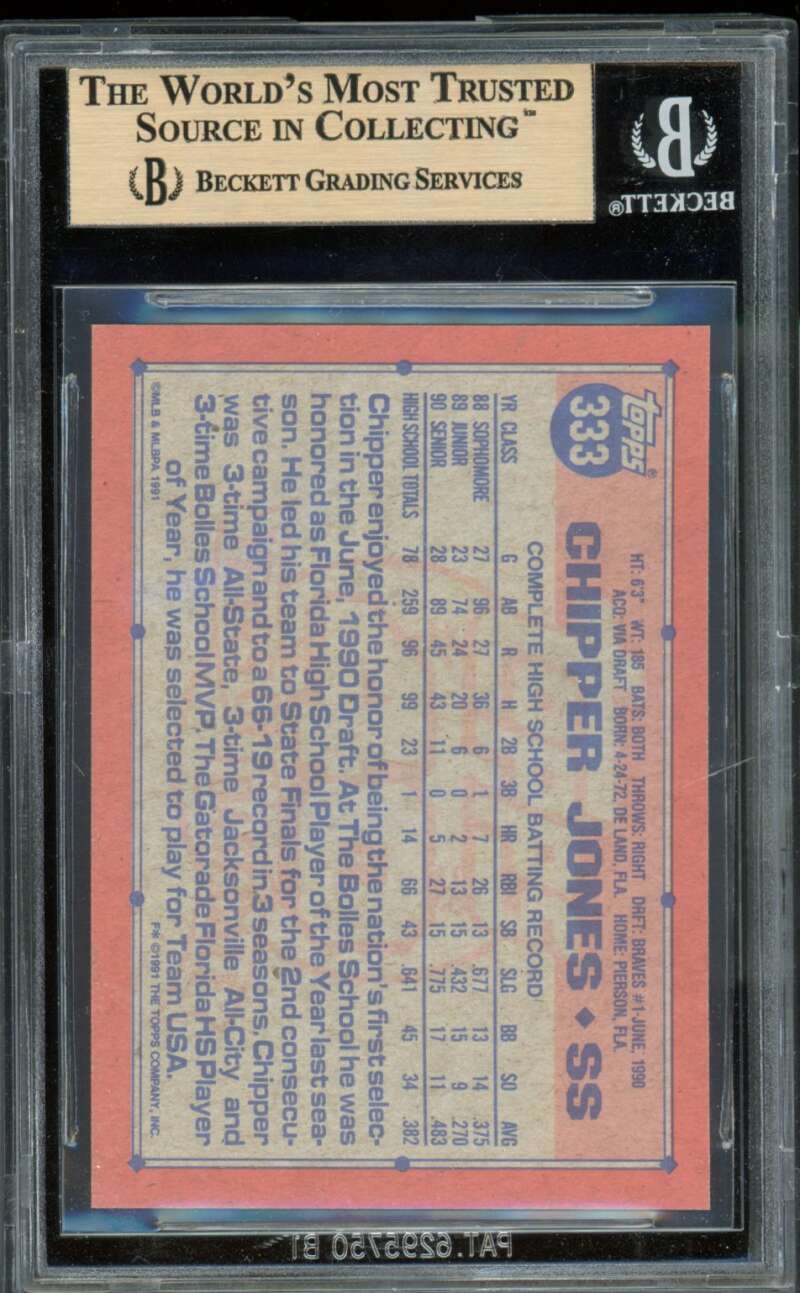 THE WORLD'S MOST TRUSTED
SOURCE IN COLLECTING™
B BECKETT GRADING SERVICES
B
BECKETT®
topps®
333
HT: 6'3" WT: 185 BATS: BOTH THROWS: RIGHT DRFT: BRAVES #1-JUNE, 1990
ACQ: VIA DRAFT BORN: 4-24-72, DE LAND, FLA. HOME: PIERSON, FLA.
CHIPPER JONES ◆ SS
COMPLETE HIGH SCHOOL BATTING RECORD
YR CLASS G AB R H 2B 3B HR RBI SB SLG BB SO AVG
88 SOPHOMORE 27 96 27 36 6 1 7 26 13 .677 13 14 .375
89 JUNIOR 23 74 24 20 6 0 2 13 15 .432 15 9 .270
90 SENIOR 28 89 45 43 11 0 5 27 15 .775 17 11 .483
HIGH SCHOOL TOTALS 78 259 96 99 23 1 14 66 43 .641 45 34 .382
Chipper enjoyed the honor of being the nation's first selec-
tion in the June, 1990 Draft. At The Bolles School he was
honored as Florida High School Player of the Year last sea-
son. He led his team to State Finals for the 2nd consecu-
tive campaign and to a 66-19 record in 3 seasons, Chipper
was 3-time All-State, 3-time Jacksonville All-City and
3-time Bolles School MVP. The Gatorade Florida HS Player
of Year, he was selected to play for Team USA.
©MLB & MLBPA 1991
F* ©1991 THE TOPPS COMPANY, INC.
PAT.6295750 B1